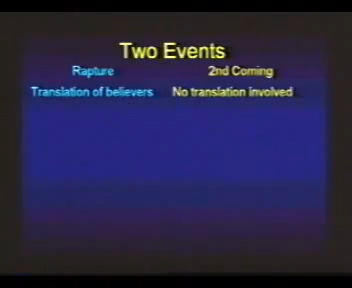 Two Events
Rapture 2nd Coming
Translation of believers No translation involved